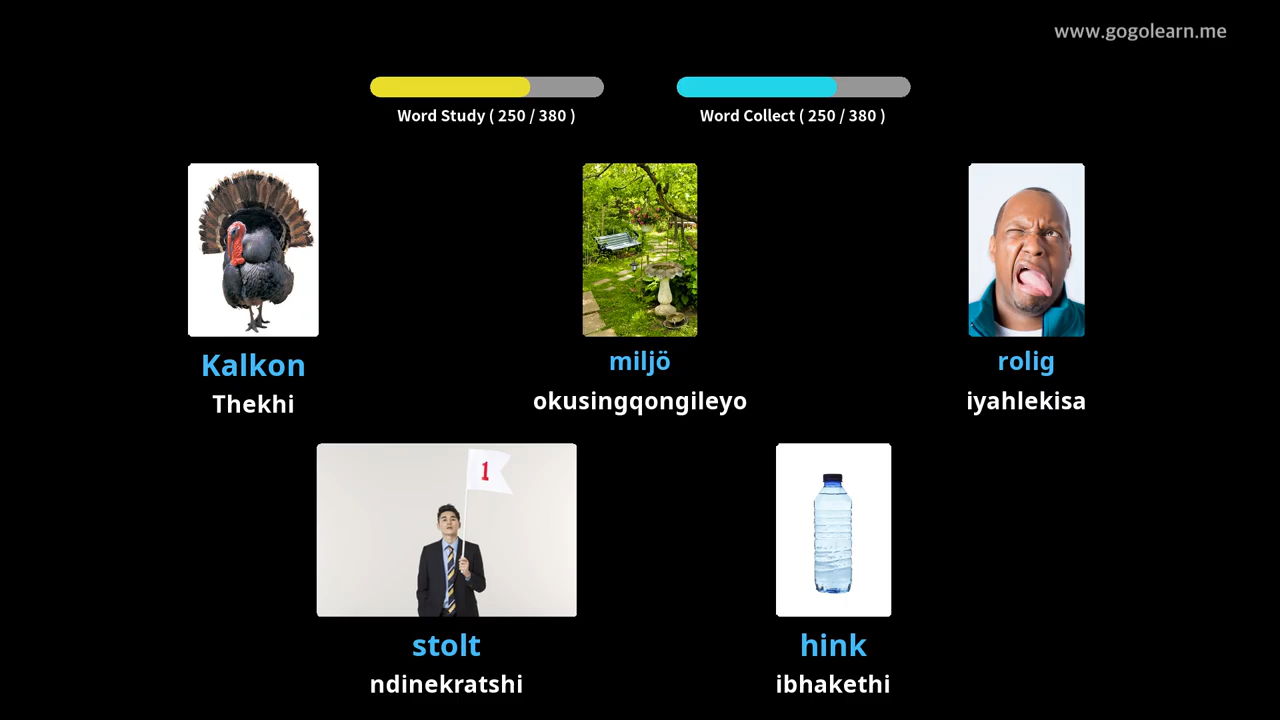 www.gogolearn.me
Word Study ( 250 / 380 )
Word Collect ( 250 / 380 )
Kalkon
Thekhi
miljö
okusingqongileyo
rolig
iyahlekisa
1
stolt
ndinekratshi
hink
ibhakethi